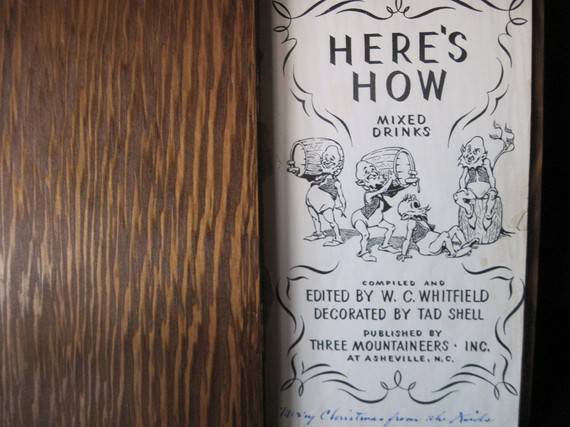 HERE'S
HOW
MIXED
DRINKS
COMPILED AND
EDITED BY W. C. WHITFIELD
DECORATED BY TAD SHELL
PUBLISHED BY
THREE MOUNTAINEERS · INC.
AT ASHEVILLE, N.C.
Merry Christmas from the Kids